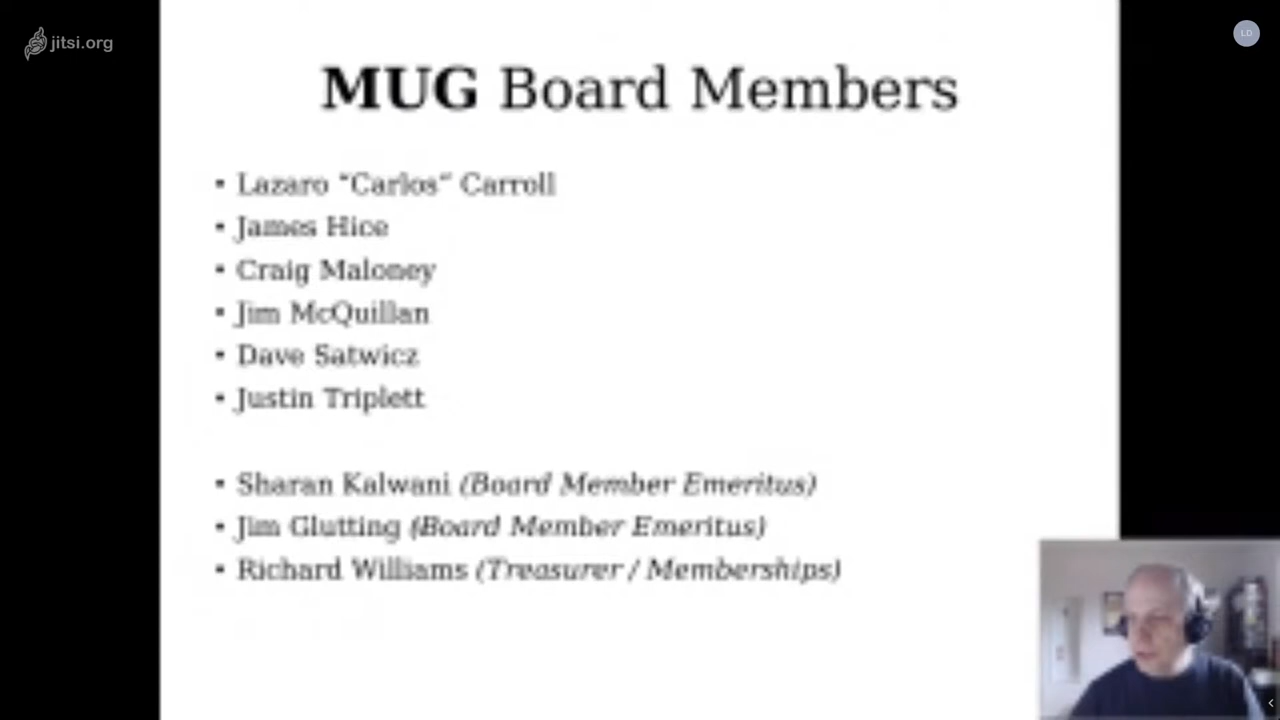 jitsi.org
LD
MUG Board Members
• Lazaro “Carlos” Carroll
• James Hice
• Craig Maloney
• Jim McQuillan
• Dave Satwicz
• Justin Triplett
• Sharan Kalwani (Board Member Emeritus)
• Jim Glutting (Board Member Emeritus)
• Richard Williams (Treasurer / Memberships)